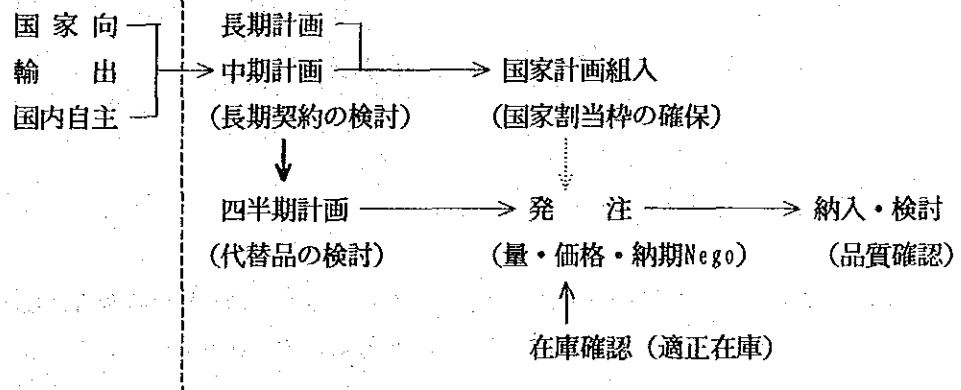 国家向 長期計画
輸出 中期計画 国家計画組入
国内自主 (長期契約の検討) (国家割当枠の確保)
四半期計画 発注 納入・検討
(代替品の検討) (量・価格・納期Nego) (品質確認)
在庫確認 (適正在庫)